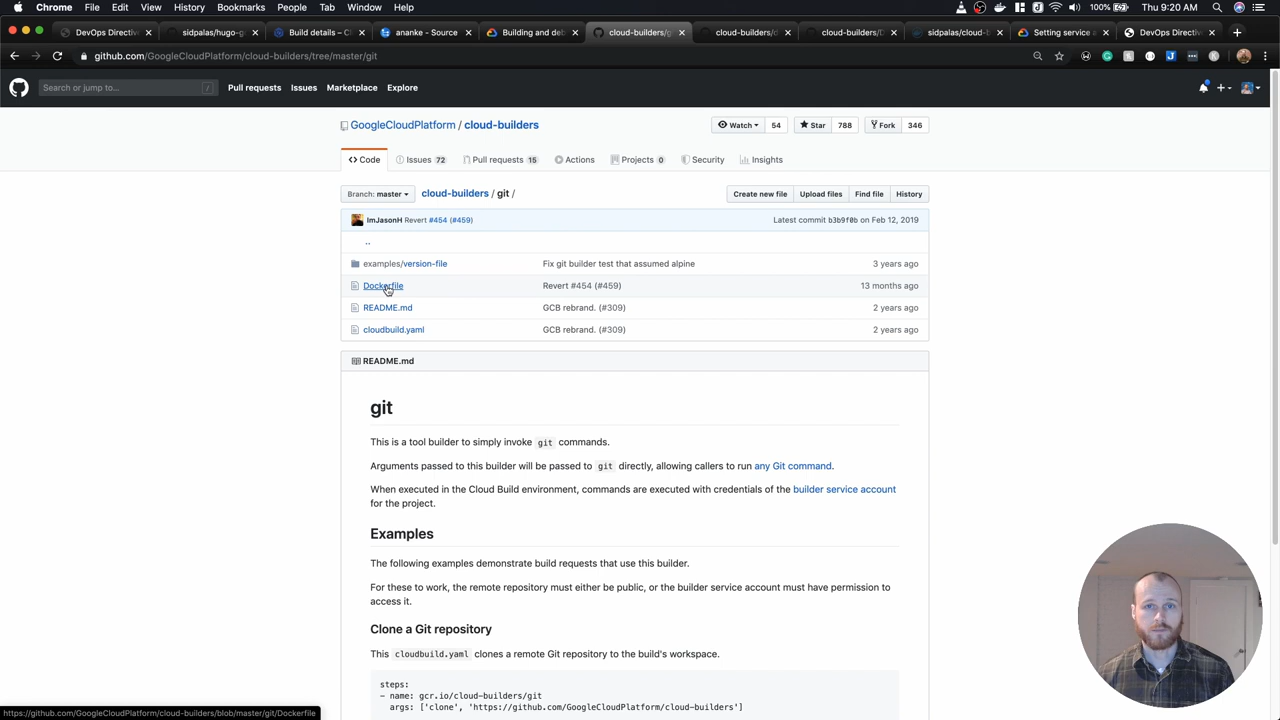 Chrome File Edit View History Bookmarks People Tab Window Help 100% Thu 9:20 AM
DevOps Directiv
sidpalas/hugo-g
Build details – Cl
ananke - Source
Building and deb
cloud-builders/gi
cloud-builders/d
cloud-builders/D
sidpalas/cloud-b
Setting service a
DevOps Directiv
github.com/GoogleCloudPlatform/cloud-builders/tree/master/git
Search or jump to... / Pull requests Issues Marketplace Explore
GoogleCloudPlatform / cloud-builders Watch 54 Star 788 Fork 346
Code Issues 72 Pull requests 15 Actions Projects 0 Security Insights
Branch: master cloud-builders / git / Create new file Upload files Find file History
ImJasonH Revert #454 (#459) Latest commit b3b9f0b on Feb 12, 2019
..
examples/version-file Fix git builder test that assumed alpine 3 years ago
Dockerfile Revert #454 (#459) 13 months ago
README.md GCB rebrand. (#309) 2 years ago
cloudbuild.yaml GCB rebrand. (#309) 2 years ago
README.md
git
This is a tool builder to simply invoke git commands.
Arguments passed to this builder will be passed to git directly, allowing callers to run any Git command.
When executed in the Cloud Build environment, commands are executed with credentials of the builder service account
for the project.
Examples
The following examples demonstrate build requests that use this builder.
For these to work, the remote repository must either be public, or the builder service account must have permission to
access it.
Clone a Git repository
This cloudbuild.yaml clones a remote Git repository to the build's workspace.
steps:
- name: gcr.io/cloud-builders/git
args: ['clone', 'https://github.com/GoogleCloudPlatform/cloud-builders']
https://github.com/GoogleCloudPlatform/cloud-builders/blob/master/git/Dockerfile